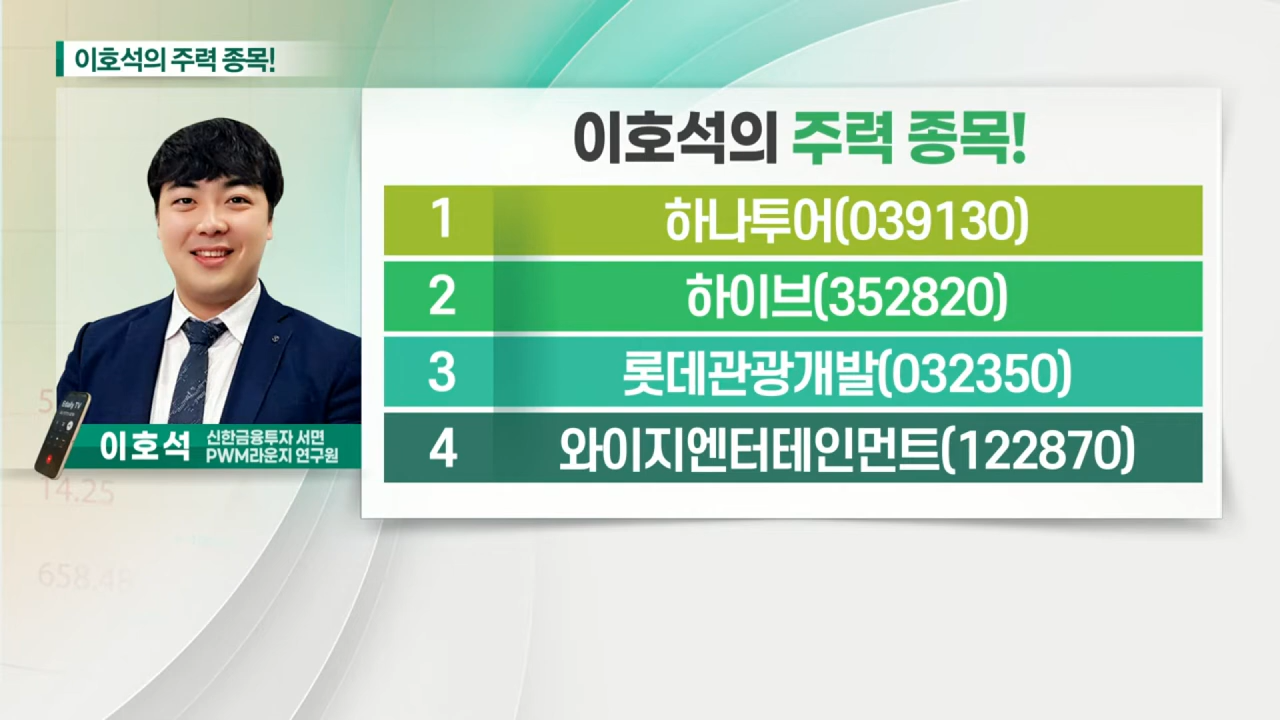 이호석의 주력 종목!
이호석의 주력 종목!
1 하나투어(039130)
2 하이브(352820)
3 롯데관광개발(032350)
4 와이지엔터테인먼트(122870)
이호석 신한금융투자 서면
PWM라운지 연구원
14.25
658.48